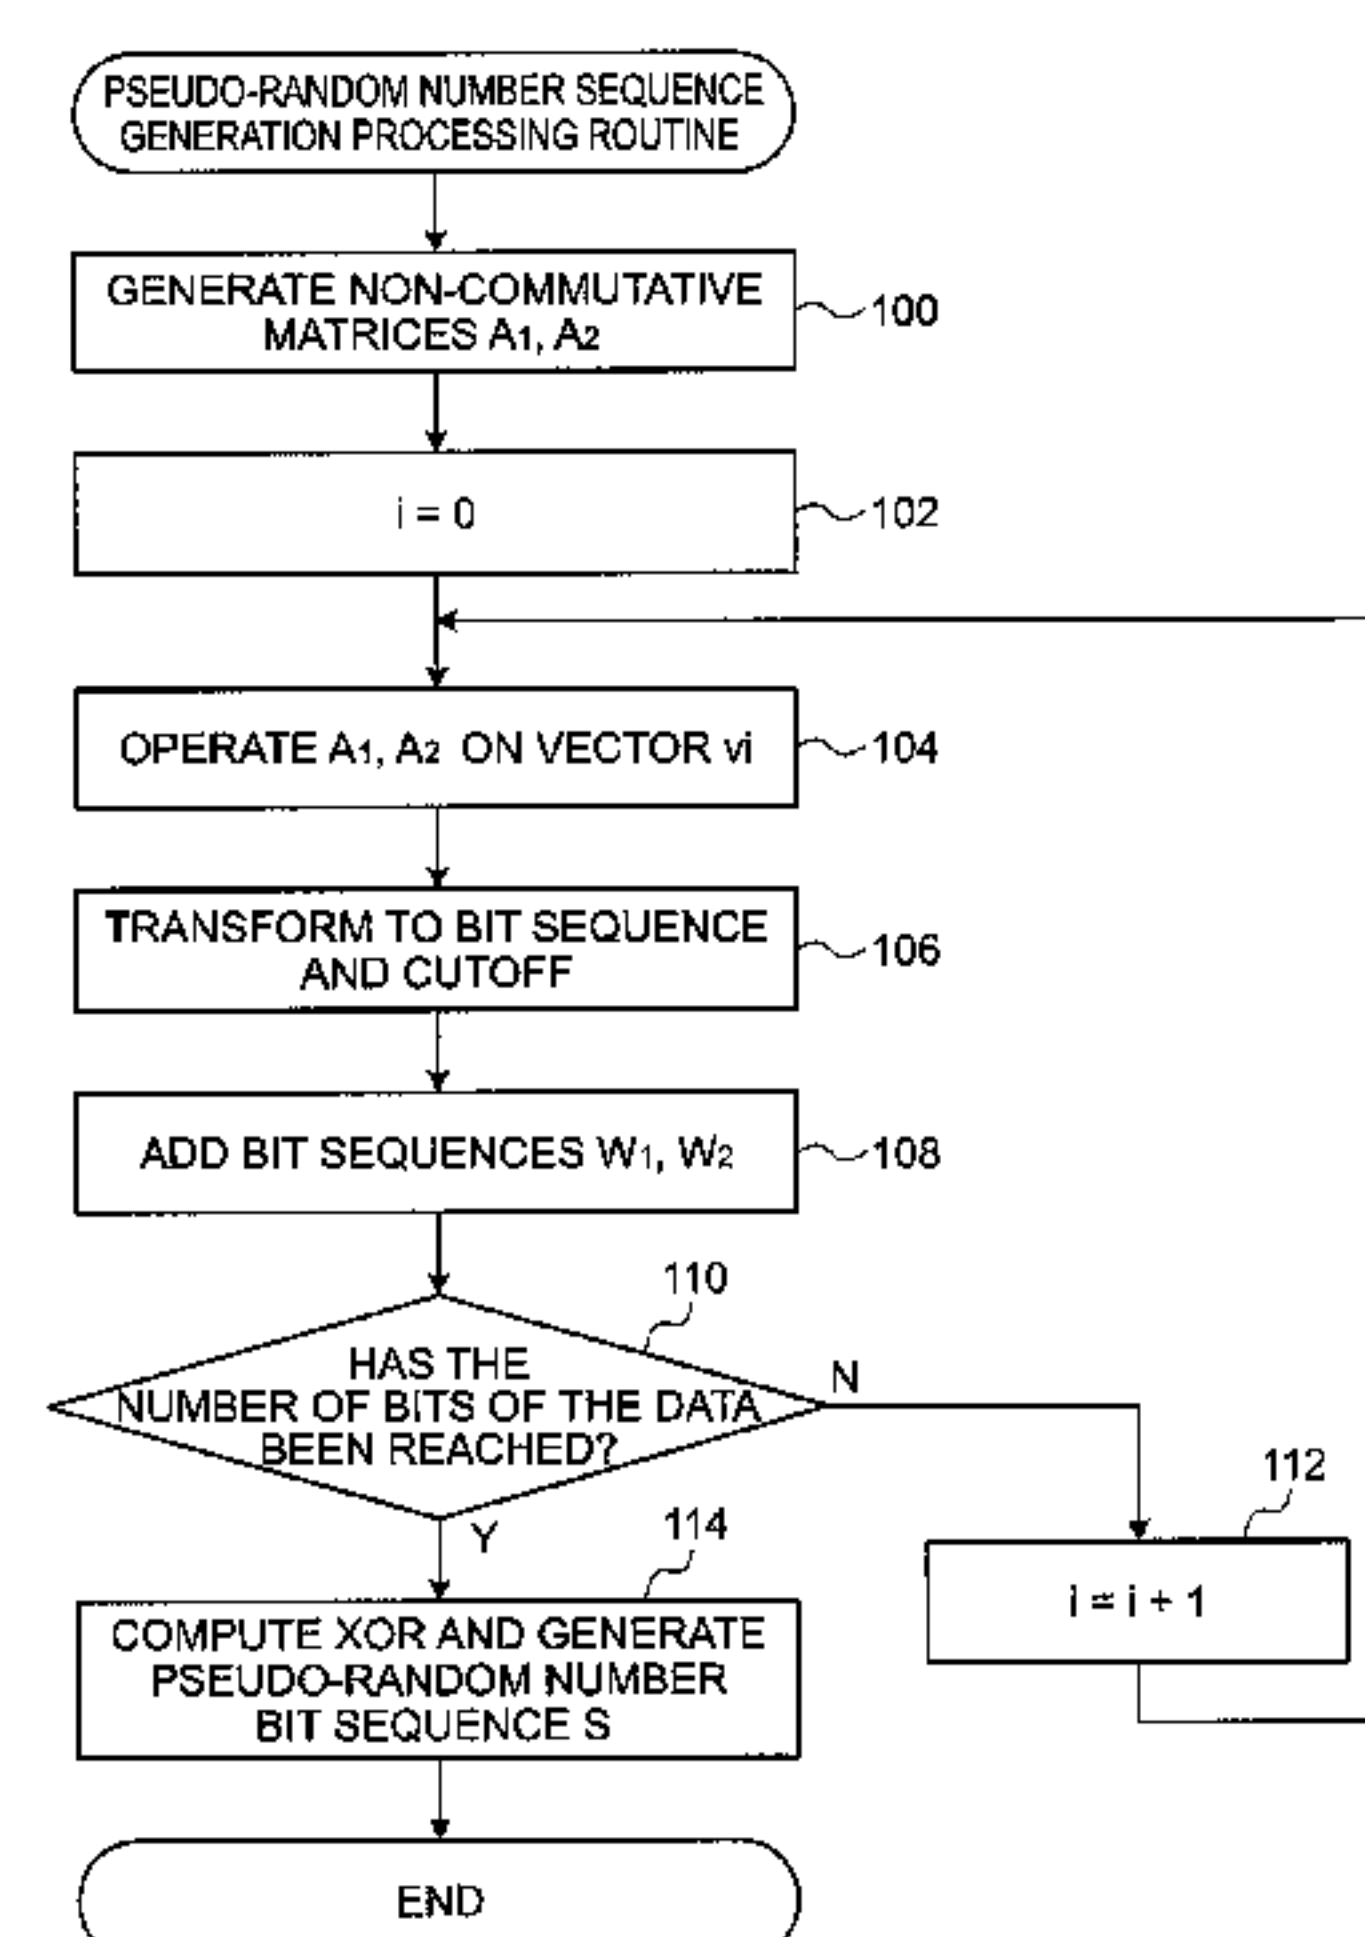 PSEUDO-RANDOM NUMBER SEQUENCE
GENERATION PROCESSING ROUTINE
GENERATE NON-COMMUTATIVE
MATRICES A1, A2
100
i = 0
102
OPERATE A1, A2 ON VECTOR vi
104
TRANSFORM TO BIT SEQUENCE
AND CUTOFF
106
ADD BIT SEQUENCES W1, W2
108
110
HAS THE
NUMBER OF BITS OF THE DATA
BEEN REACHED?
N
Y
112
i = i + 1
114
COMPUTE XOR AND GENERATE
PSEUDO-RANDOM NUMBER
BIT SEQUENCE S
END